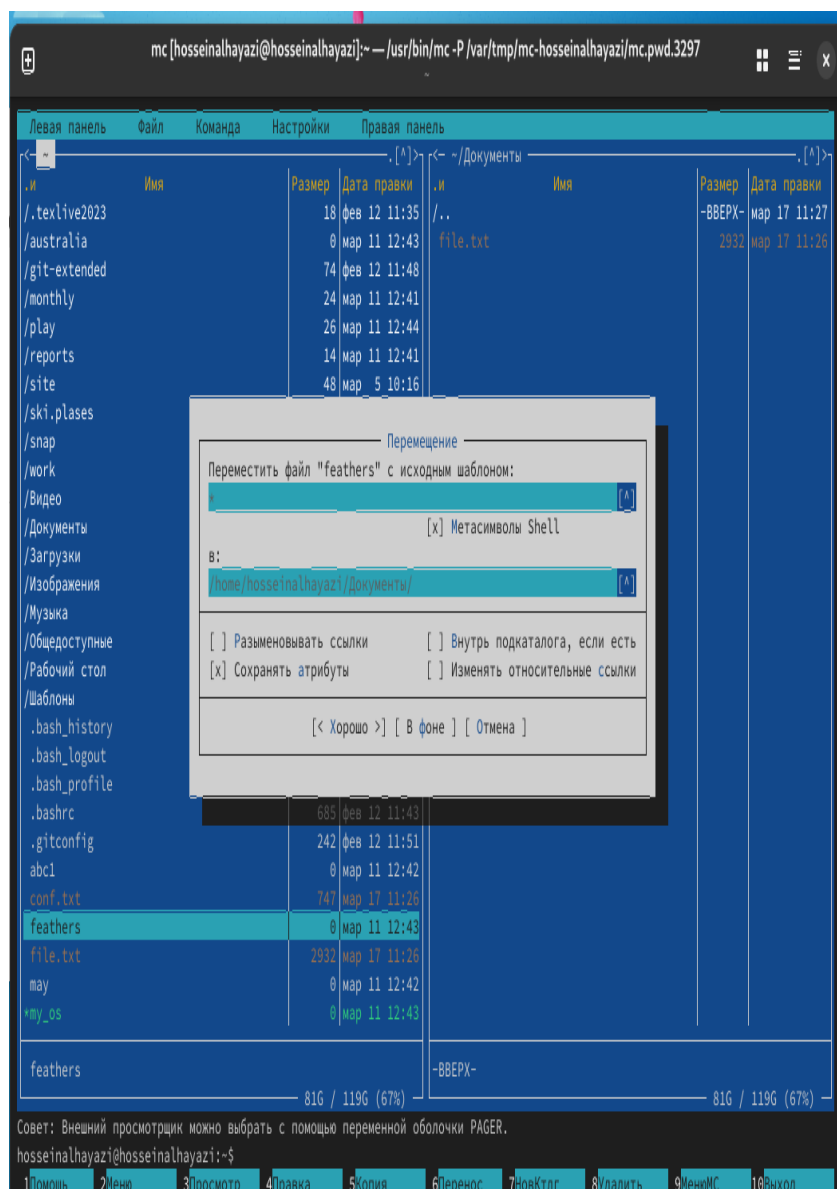 mc [hosseinalhayazi@hosseinalhayazi]:~ — /usr/bin/mc -P /var/tmp/mc-hosseinalhayazi/mc.pwd.3297
~
Левая панель Файл Команда Настройки Правая панель
<- ~ .[^]> <- ~/Документы .[^]>
.и Имя Размер Дата правки .и Имя Размер Дата правки
/.texlive2023 18 фев 12 11:35 /.. -ВВЕРХ- мар 17 11:27
/australia 0 мар 11 12:43 file.txt 2932 мар 17 11:26
/git-extended 74 фев 12 11:48
/monthly 24 мар 11 12:41
/play 26 мар 11 12:44
/reports 14 мар 11 12:41
/site 48 мар 5 10:16
/ski.plases
/snap
/work
/Видео
/Документы
/Загрузки
/Изображения
/Музыка
/Общедоступные
/Рабочий стол
/Шаблоны
.bash_history
.bash_logout
.bash_profile
.bashrc 685 фев 12 11:43
.gitconfig 242 фев 12 11:51
abc1 0 мар 11 12:42
conf.txt 747 мар 17 11:26
feathers 0 мар 11 12:43
file.txt 2932 мар 17 11:26
may 0 мар 11 12:42
*my_os 0 мар 11 12:43
Перемещение
Переместить файл "feathers" с исходным шаблоном:
* [^]
[x] Метасимволы Shell
в:
/home/hosseinalhayazi/Документы/ [^]
[ ] Разыменовывать ссылки [ ] Внутрь подкаталога, если есть
[x] Сохранять атрибуты [ ] Изменять относительные ссылки
[< Хорошо >] [ В фоне ] [ Отмена ]
feathers -ВВЕРХ-
81G / 119G (67%) 81G / 119G (67%)
Совет: Внешний просмотрщик можно выбрать с помощью переменной оболочки PAGER.
hosseinalhayazi@hosseinalhayazi:~$
1Помощь 2Меню 3Просмотр 4Правка 5Копия 6Перенос 7НовКтлг 8Удалить 9МенюMC 10Выход